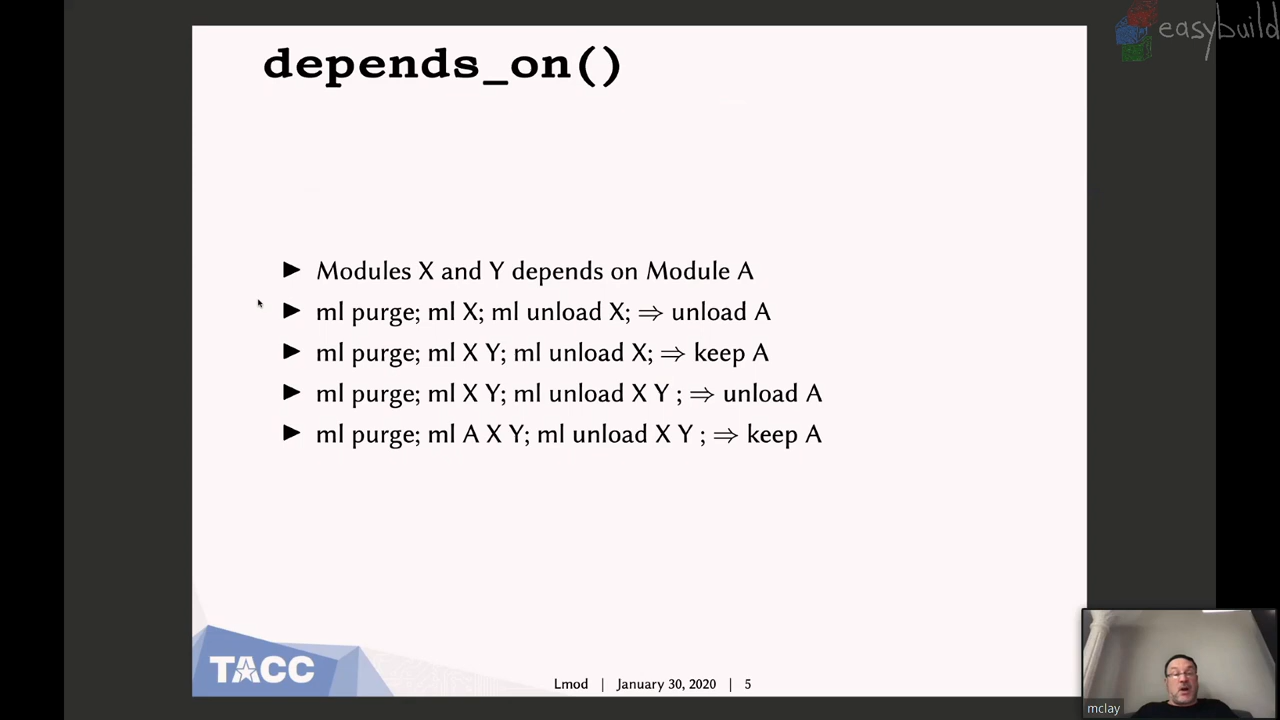 easybuild
depends_on()
▶ Modules X and Y depends on Module A
▶ ml purge; ml X; ml unload X; ⇒ unload A
▶ ml purge; ml X Y; ml unload X; ⇒ keep A
▶ ml purge; ml X Y; ml unload X Y ; ⇒ unload A
▶ ml purge; ml A X Y; ml unload X Y ; ⇒ keep A
TACC
Lmod | January 30, 2020 | 5
mclay